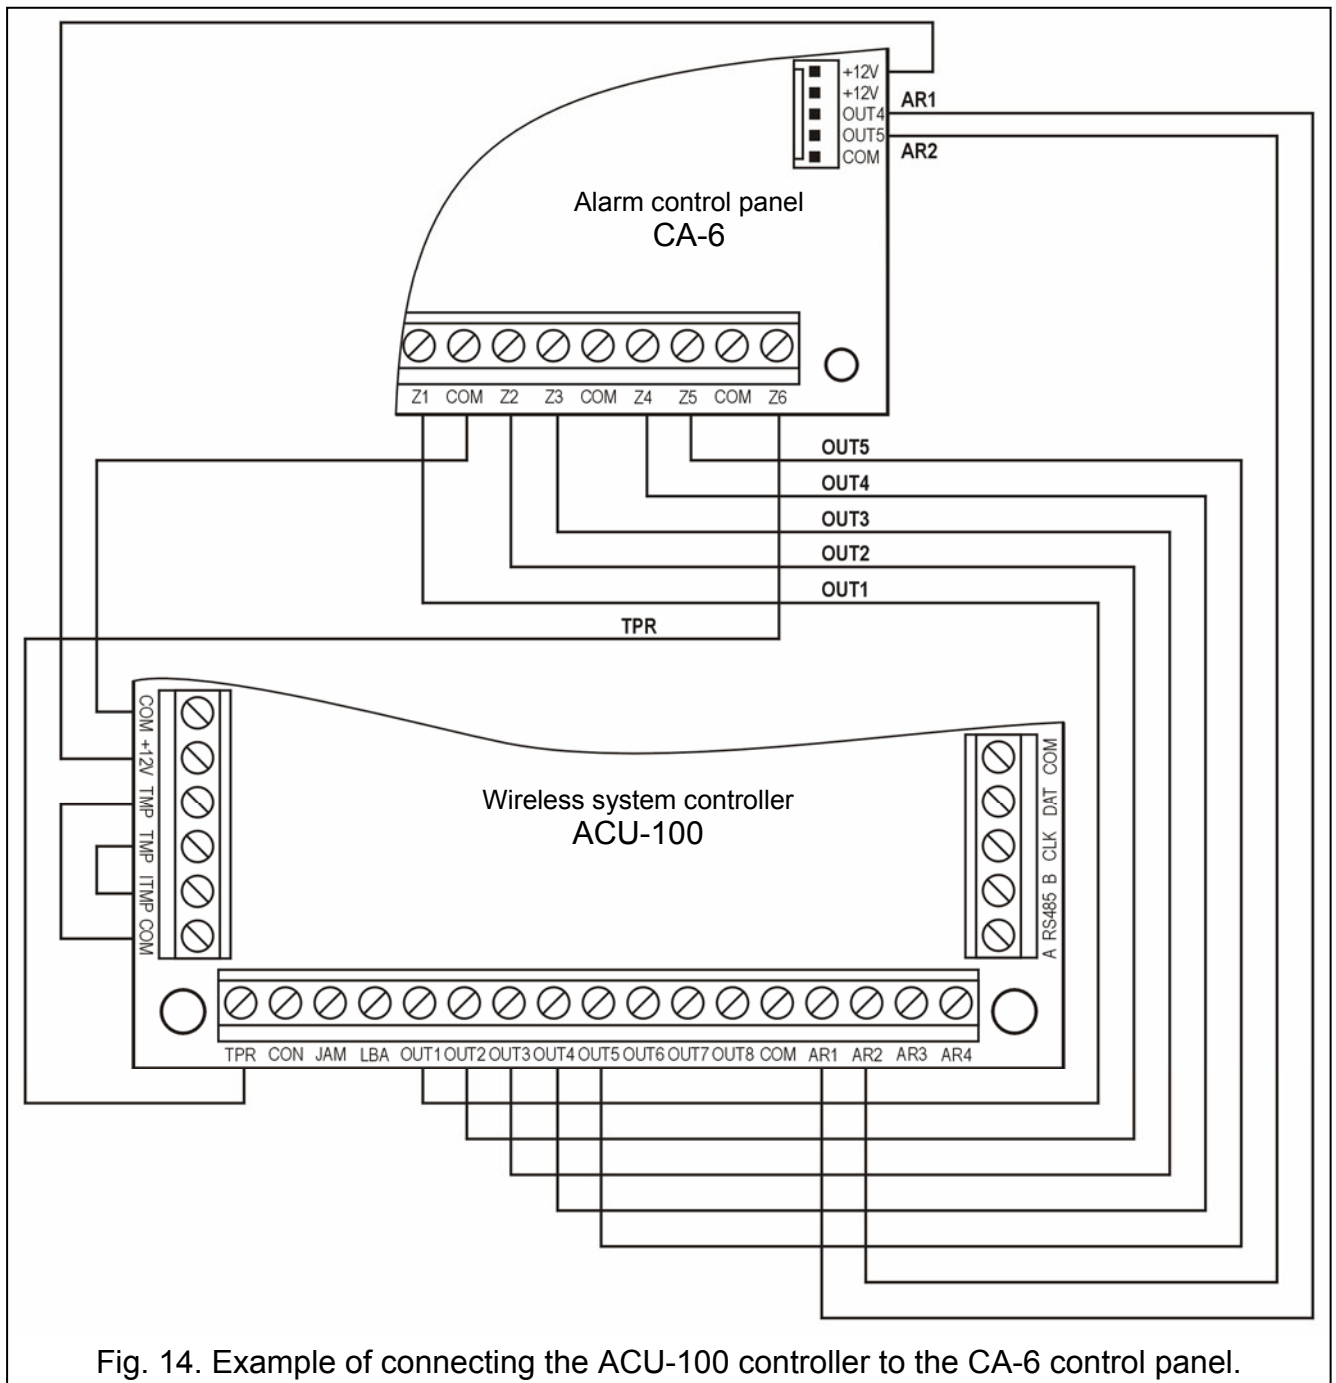 +12V
+12V
OUT4
OUT5
COM
AR1
AR2
Alarm control panel
CA-6
Z1 COM Z2 Z3 COM Z4 Z5 COM Z6
OUT5
OUT4
OUT3
OUT2
OUT1
TPR
COM +12V TMP TMP ITMP COM
Wireless system controller
ACU-100
A RS485 B CLK DAT COM
TPR CON JAM LBA OUT1 OUT2 OUT3 OUT4 OUT5 OUT6 OUT7 OUT8 COM AR1 AR2 AR3 AR4
Fig. 14. Example of connecting the ACU-100 controller to the CA-6 control panel.